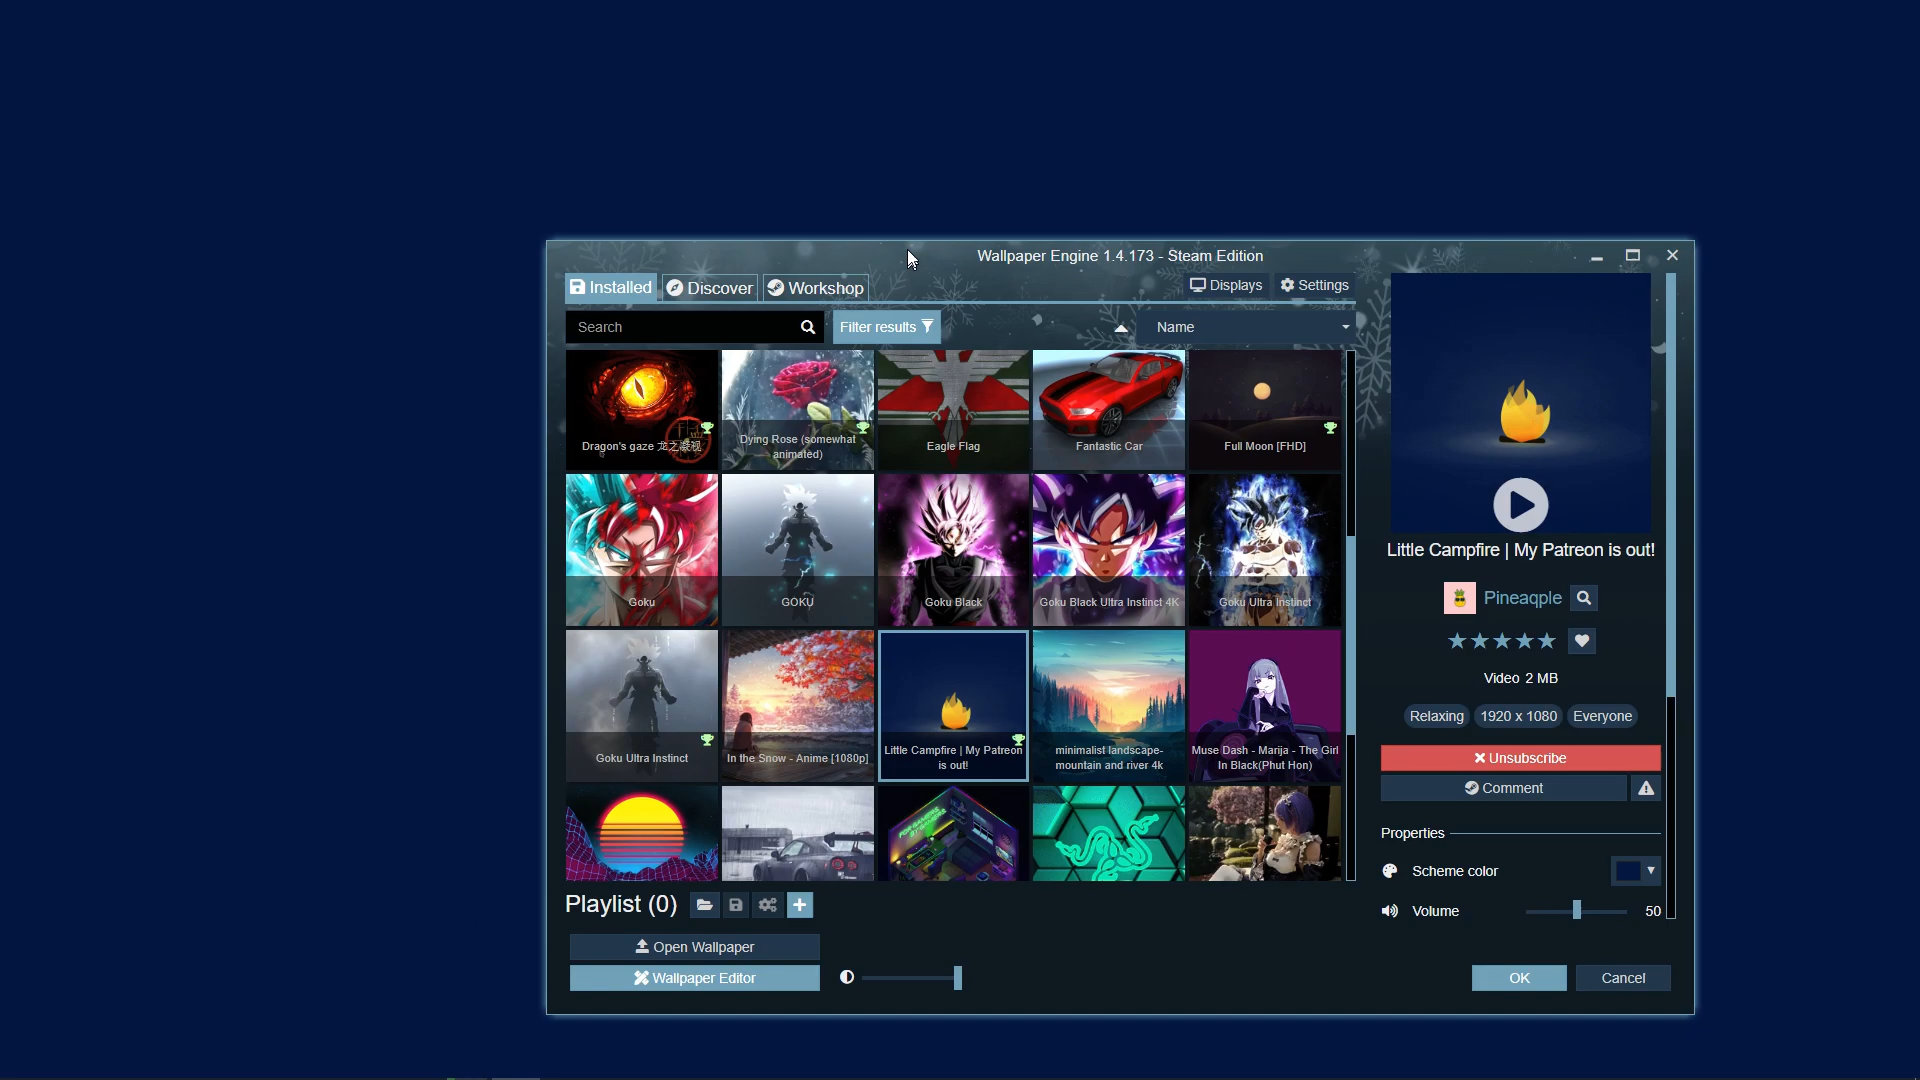 Wallpaper Engine 1.4.173 - Steam Edition
Installed
Discover
Workshop
Displays
Settings
Search
Filter results
Name
Dragon's gaze 龙之凝视
Dying Rose (somewhat
animated)
Eagle Flag
Fantastic Car
Full Moon [FHD]
Goku
GOKU
Goku Black
Goku Black Ultra Instinct 4K
Goku Ultra Instinct
Goku Ultra Instinct
In the Snow - Anime [1080p]
Little Campfire | My Patreon
is out!
minimalist landscape-
mountain and river 4k
Muse Dash - Marija - The Girl
In Black(Phut Hon)
FOR GAMERS
BY GAMERS
Playlist (0)
Open Wallpaper
Wallpaper Editor
Little Campfire | My Patreon is out!
Pineaqple
Video 2 MB
Relaxing
1920 x 1080
Everyone
Unsubscribe
Comment
Properties
Scheme color
Volume
50
OK
Cancel